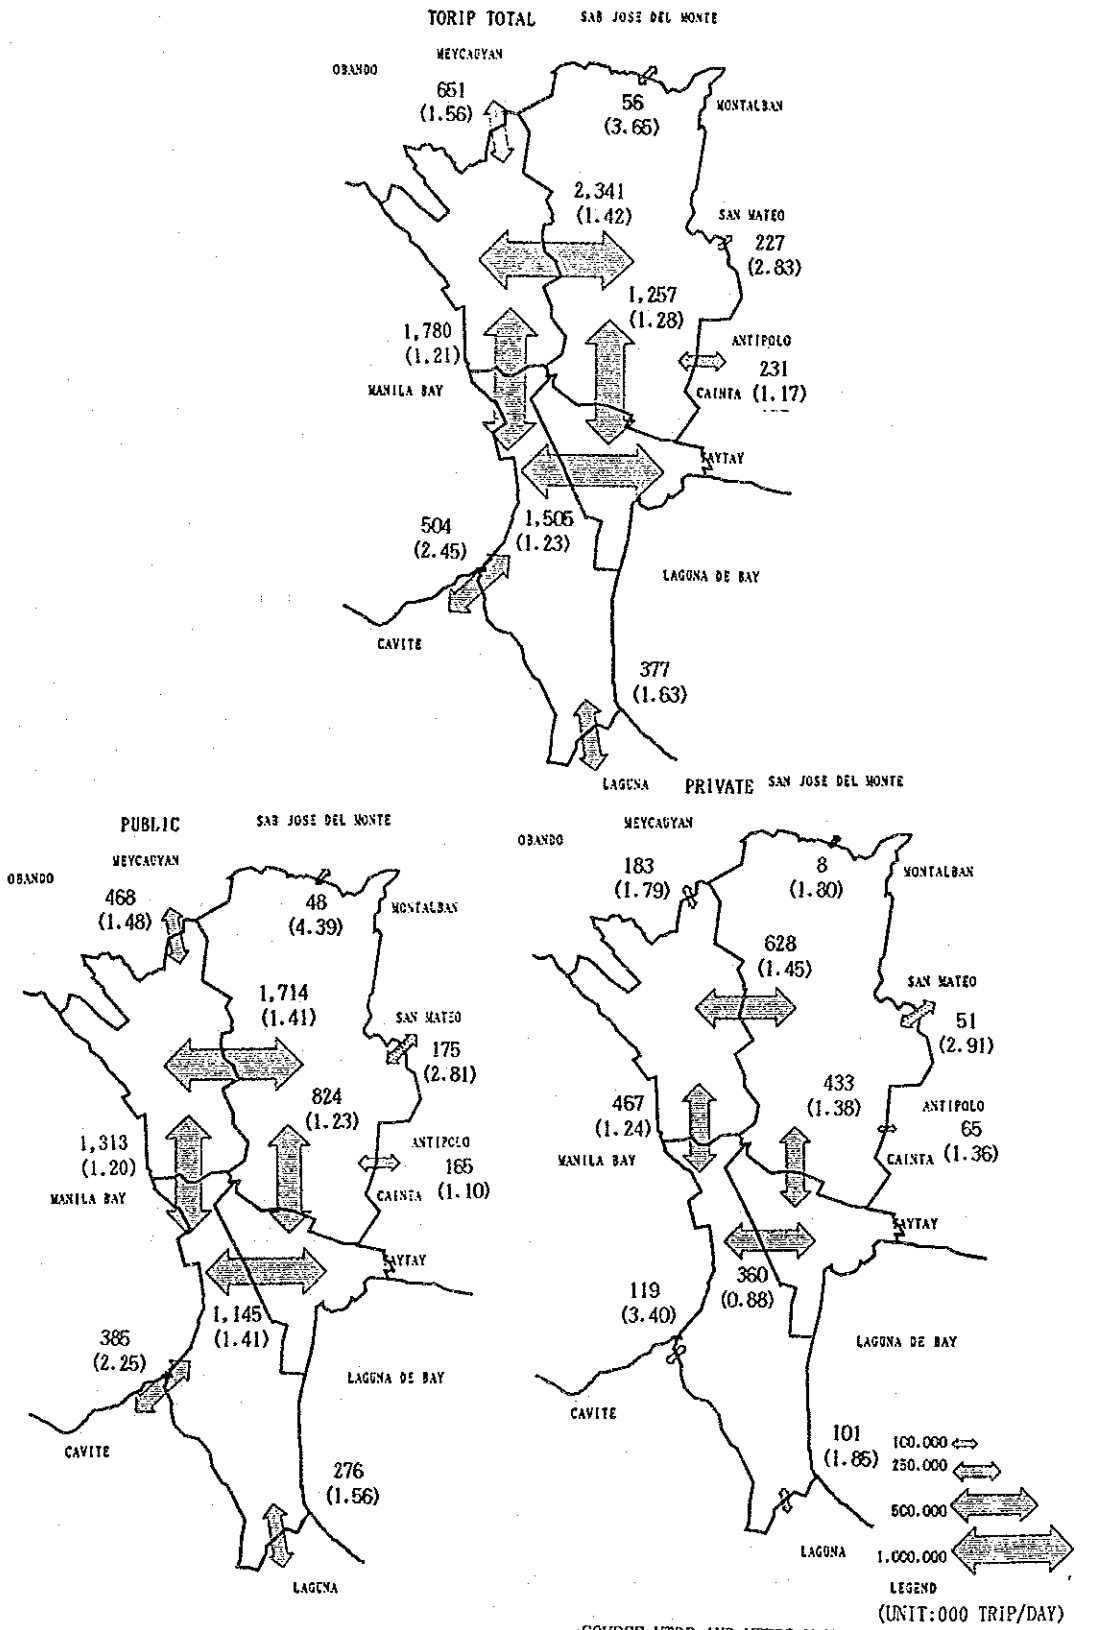 TORIP TOTAL
SAB JOSE DEL MONTE
MEYCAUYAN
OBANDO
651
(1.56)
56
(3.65)
MONTALBAN
2,341
(1.42)
SAN MATEO
227
(2.83)
1,257
(1.28)
1,780
(1.21)
ANTIPOLO
231
MANILA BAY
CAINTA (1.17)
AYTAY
504
(2.45)
1,505
(1.23)
LAGUNA DE BAY
CAVITE
377
(1.63)
LAGUNA
PUBLIC
SAB JOSE DEL MONTE
MEYCAUYAN
OBANDO
468
(1.48)
48
(4.39)
MONTALBAN
1,714
(1.41)
SAN MATEO
175
(2.81)
824
(1.23)
1,313
(1.20)
ANTIPOLO
165
MANILA BAY
CAINTA (1.10)
AYTAY
1,145
(1.41)
385
(2.25)
LAGUNA DE BAY
CAVITE
276
(1.56)
LAGUNA
PRIVATE
SAN JOSE DEL MONTE
MEYCAUYAN
OBANDO
183
(1.79)
8
(1.80)
MONTALBAN
628
(1.45)
SAN MATEO
51
(2.91)
433
(1.38)
467
(1.24)
ANTIPOLO
65
MANILA BAY
CAINTA (1.36)
AYTAY
360
(0.88)
119
(3.40)
LAGUNA DE BAY
CAVITE
101
(1.85)
LAGUNA
100.000
250.000
500.000
1.000.000
LEGEND
(UNIT:000 TRIP/DAY)